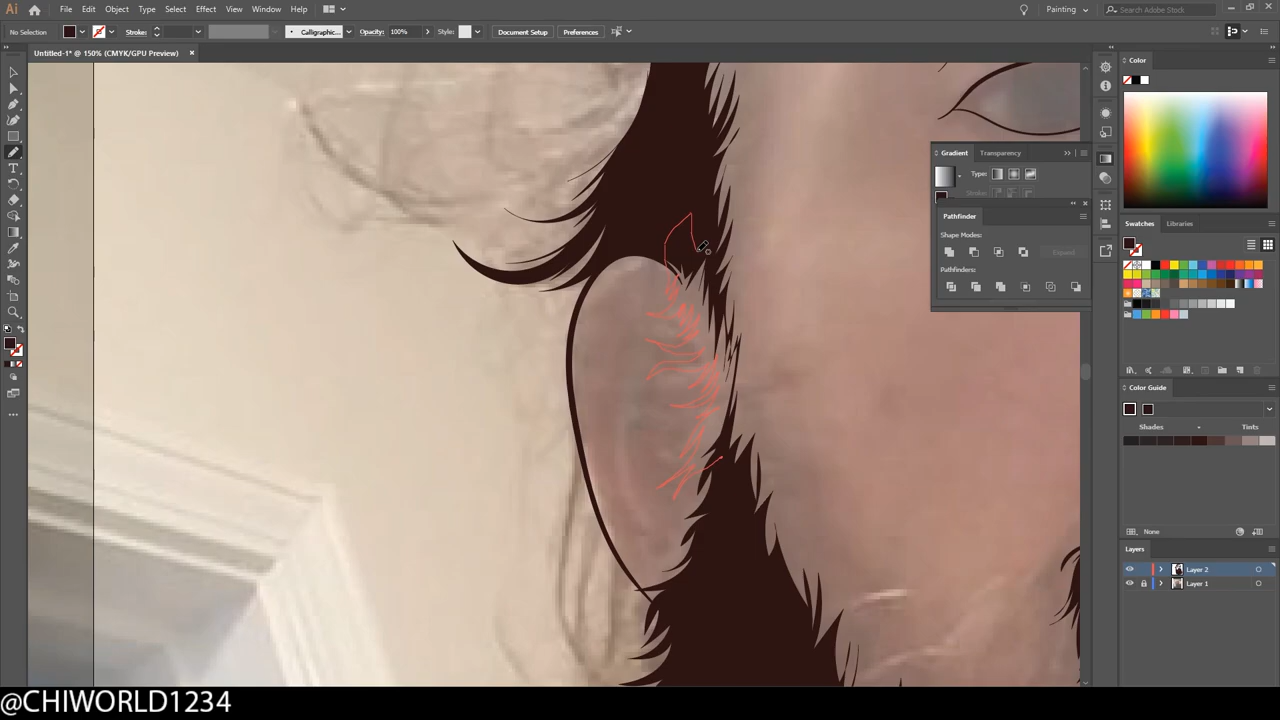 Ai
File Edit Object Type Select Effect View Window Help
Painting
Search Adobe Stock
No Selection
Stroke:
Calligraphic...
Opacity: 100%
Style:
Document Setup
Preferences
Untitled-1* @ 150% (CMYK/GPU Preview)
Color
Gradient Transparency
Type:
Stroke:
Pathfinder
Shape Modes:
Expand
Pathfinders:
Swatches Libraries
Color Guide
Shades Tints
None
Layers
Layer 2
Layer 1
@CHIWORLD1234